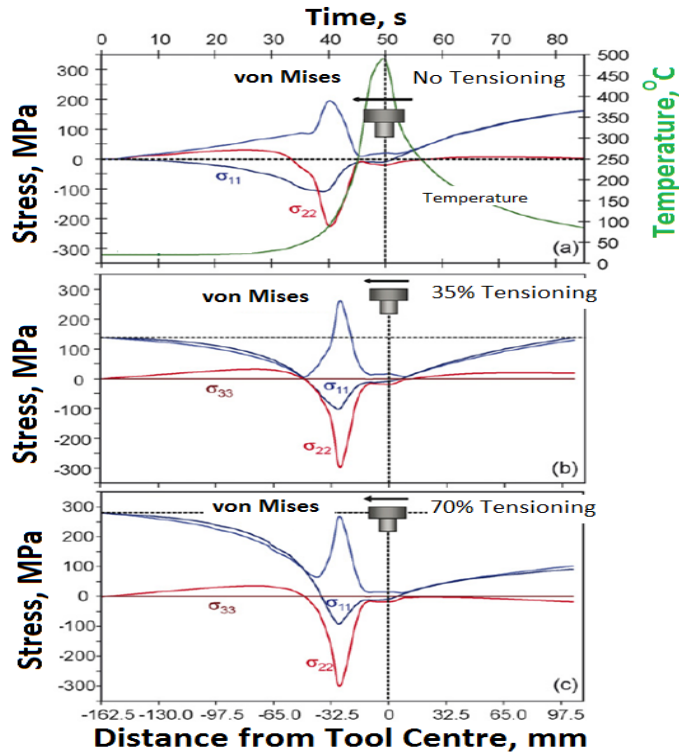 Time, s
0 10 20 30 40 50 60 70 80
300 200 100 0 -100 -200 -300
Stress, MPa
von Mises
No Tensioning
σ11
σ22
Temperature
(a)
500 450 400 350 300 250 200 150 100 50 0
Temperature, °C
300 200 100 0 -100 -200 -300
Stress, MPa
von Mises
35% Tensioning
σ33
σ11
σ22
(b)
300 200 100 0 -100 -200 -300
Stress, MPa
von Mises
70% Tensioning
σ33
σ11
σ22
(c)
-162.5 -130.0 -97.5 -65.0 -32.5 0 32.5 65.0 97.5
Distance from Tool Centre, mm